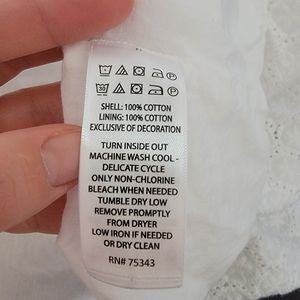 SHELL: 100% COTTON
LINING: 100% COTTON
EXCLUSIVE OF DECORATION
TURN INSIDE OUT
MACHINE WASH COOL -
DELICATE CYCLE
ONLY NON-CHLORINE
BLEACH WHEN NEEDED
TUMBLE DRY LOW
REMOVE PROMPTLY
FROM DRYER
LOW IRON IF NEEDED
OR DRY CLEAN
RN# 75343